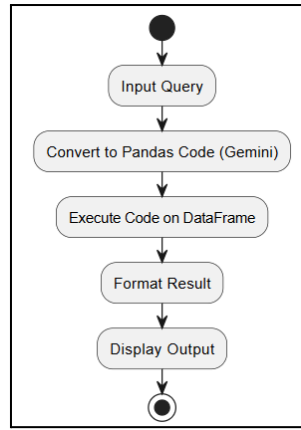 Input Query
Convert to Pandas Code (Gemini)
Execute Code on DataFrame
Format Result
Display Output